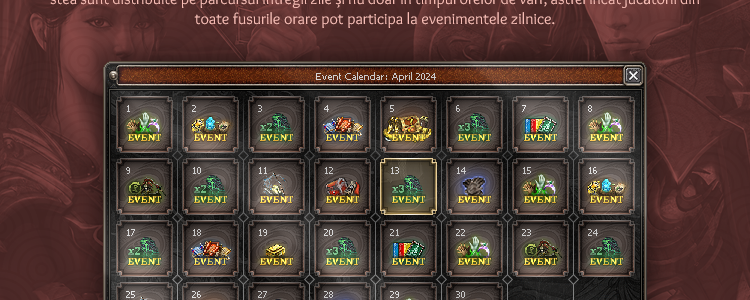 stea sunt distribuite pe parcursul întregii zile și nu doar în timpul orelor de vârf, astfel încât jucătorii din
toate fusurile orare pot participa la evenimentele zilnice.
Event Calendar: April 2024
1 2 3 4 5 6 7 8
x2 x3
EVENT EVENT EVENT EVENT EVENT EVENT EVENT EVENT
9 10 11 12 13 14 15 16
x2 x3
EVENT EVENT EVENT EVENT EVENT EVENT EVENT EVENT
17 18 19 20 21 22 23 24
x2 x3 x2
EVENT EVENT EVENT EVENT EVENT EVENT EVENT EVENT
25 26 27 28 29 30